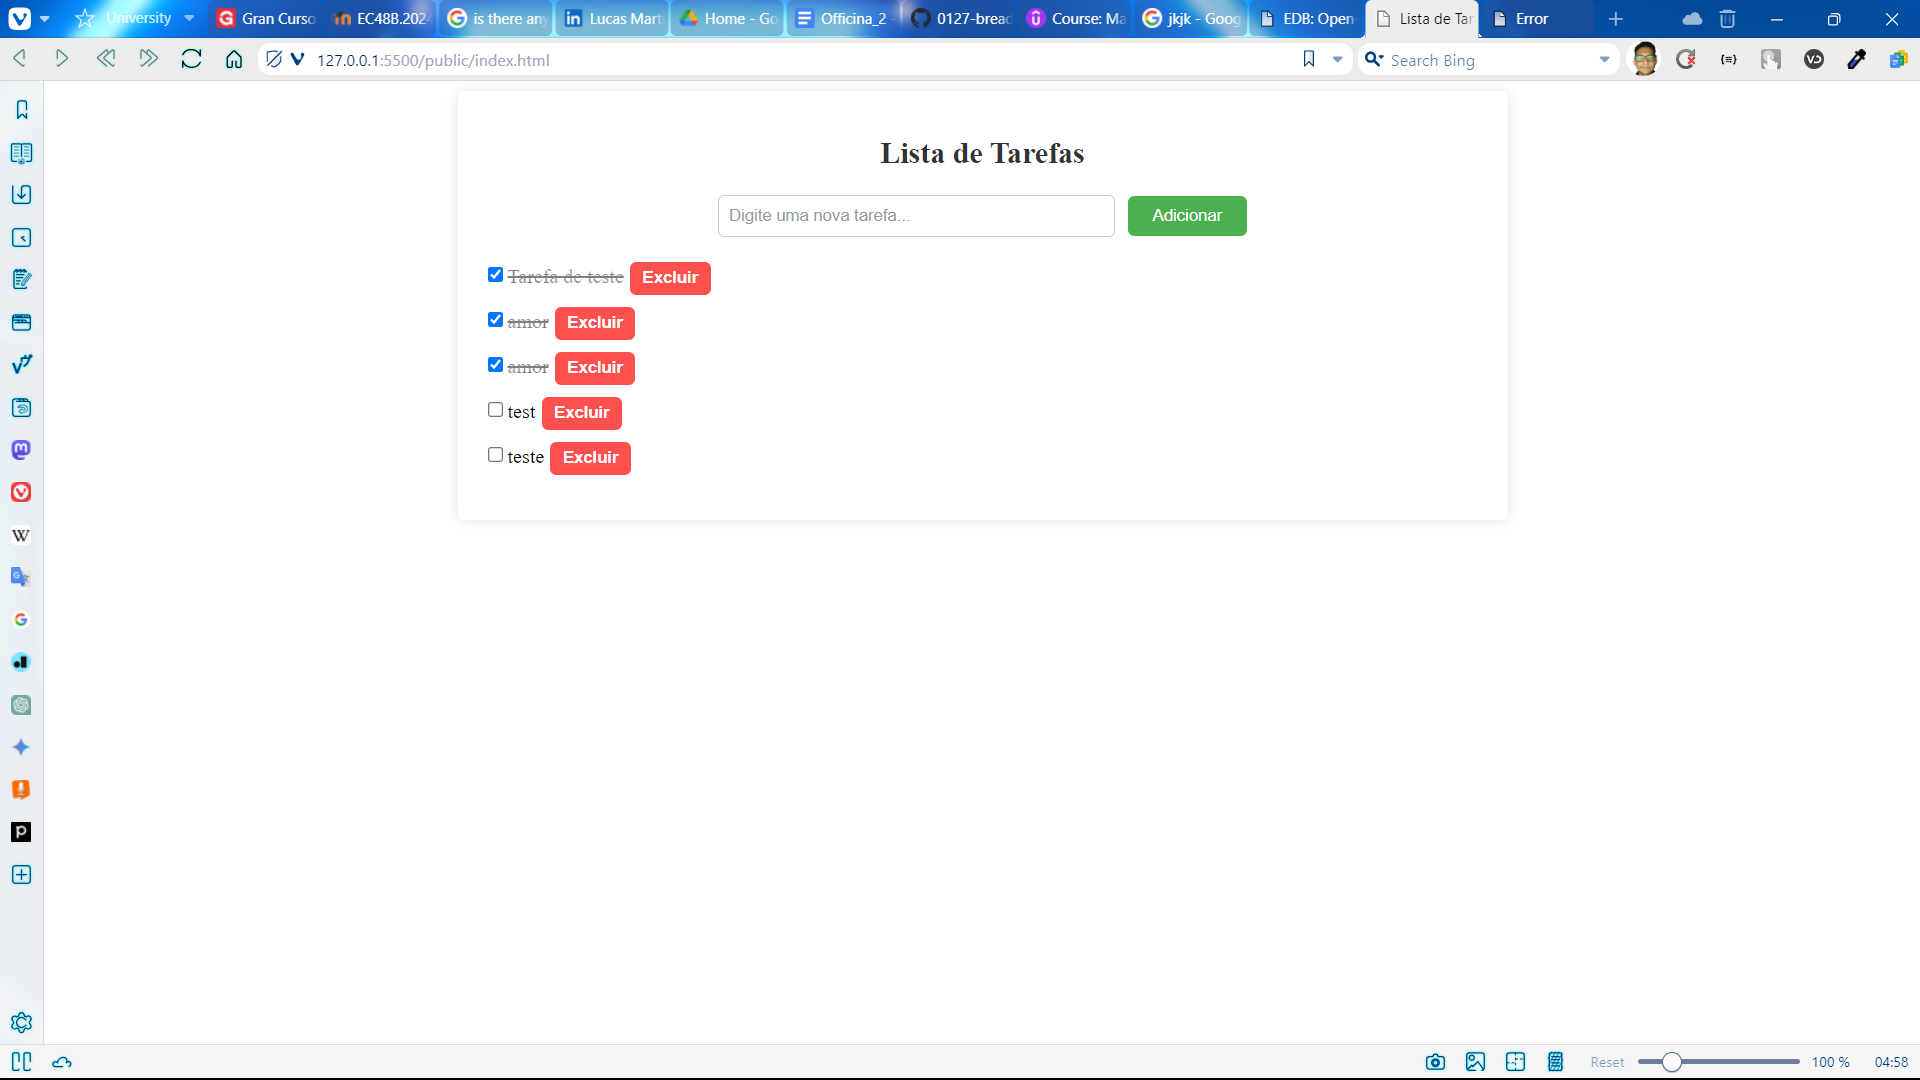 University
Gran Curso
EC48B.202
is there any
Lucas Mart
Home - Go
Officina_2 -
0127-bread
Course: Ma
jkjk - Goog
EDB: Open-
Lista de Tar
Error
127.0.0.1:5500/public/index.html
Search Bing
Lista de Tarefas
Digite uma nova tarefa...
Adicionar
Tarefa de teste Excluir
amor Excluir
amor Excluir
test Excluir
teste Excluir
Reset
100 %
04:58